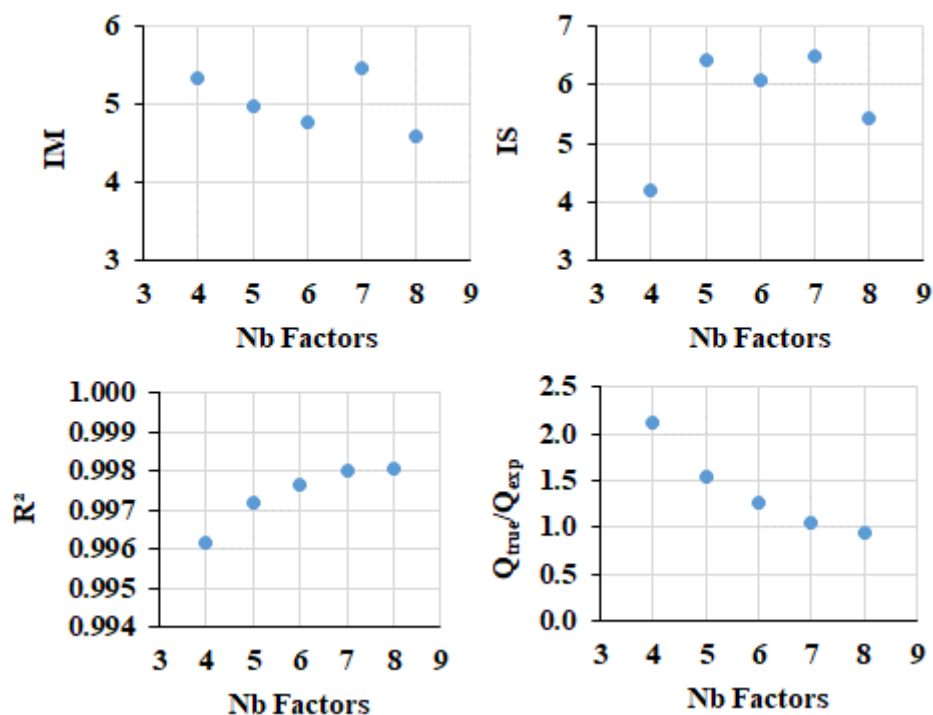 6
5
4
3
IM
3 4 5 6 7 8 9
Nb Factors
7
6
5
4
3
IS
3 4 5 6 7 8 9
Nb Factors
1.000
0.999
0.998
0.997
0.996
0.995
0.994
R²
3 4 5 6 7 8 9
Nb Factors
2.5
2.0
1.5
1.0
0.5
0.0
Qtrue/Qexp
3 4 5 6 7 8 9
Nb Factors